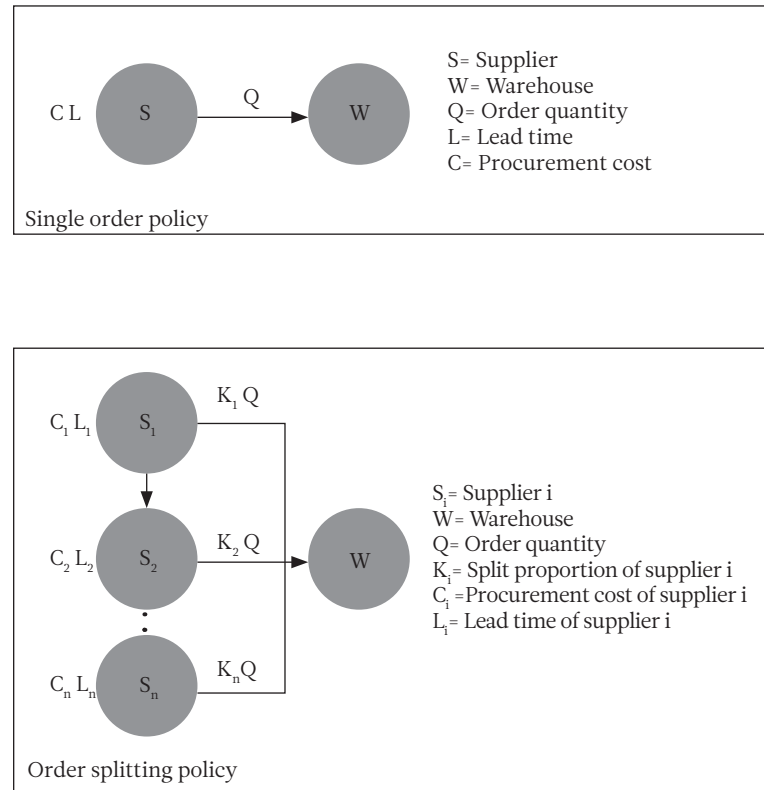 C L
S
Q
W
S= Supplier
W= Warehouse
Q= Order quantity
L= Lead time
C= Procurement cost
Single order policy
C₁ L₁
S₁
K₁ Q
C₂ L₂
S₂
K₂ Q
W
Cₙ Lₙ
Sₙ
KₙQ
Sᵢ= Supplier i
W= Warehouse
Q= Order quantity
Kᵢ= Split proportion of supplier i
Cᵢ=Procurement cost of supplier i
Lᵢ= Lead time of supplier i
Order splitting policy